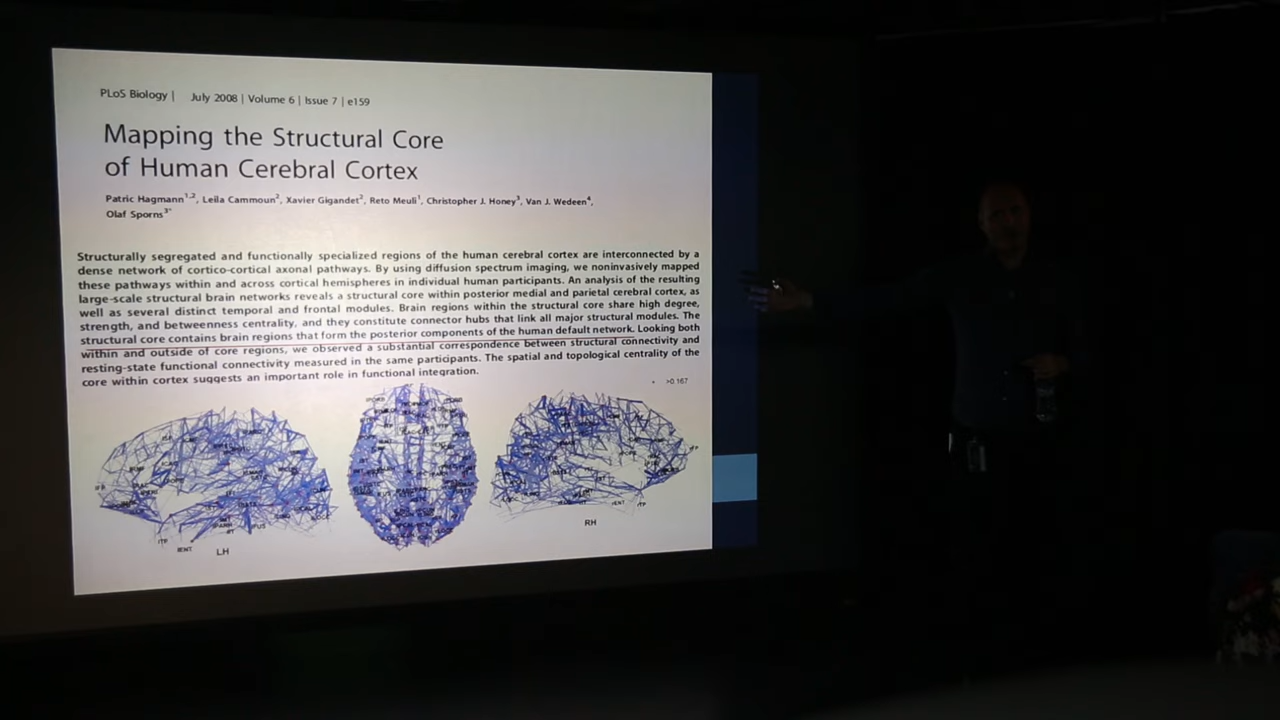 PLoS Biology | July 2008 | Volume 6 | Issue 7 | e159
Mapping the Structural Core
of Human Cerebral Cortex
Patric Hagmann1,2, Leila Cammoun2, Xavier Gigandet2, Reto Meuli1, Christopher J. Honey3, Van J. Wedeen4,
Olaf Sporns3*
Structurally segregated and functionally specialized regions of the human cerebral cortex are interconnected by a
dense network of cortico-cortical axonal pathways. By using diffusion spectrum imaging, we noninvasively mapped
these pathways within and across cortical hemispheres in individual human participants. An analysis of the resulting
large-scale structural brain networks reveals a structural core within posterior medial and parietal cerebral cortex, as
well as several distinct temporal and frontal modules. Brain regions within the structural core share high degree,
strength, and betweenness centrality, and they constitute connector hubs that link all major structural modules. The
structural core contains brain regions that form the posterior components of the human default network. Looking both
within and outside of core regions, we observed a substantial correspondence between structural connectivity and
resting-state functional connectivity measured in the same participants. The spatial and topological centrality of the
core within cortex suggests an important role in functional integration.
>0.167
LH
RH